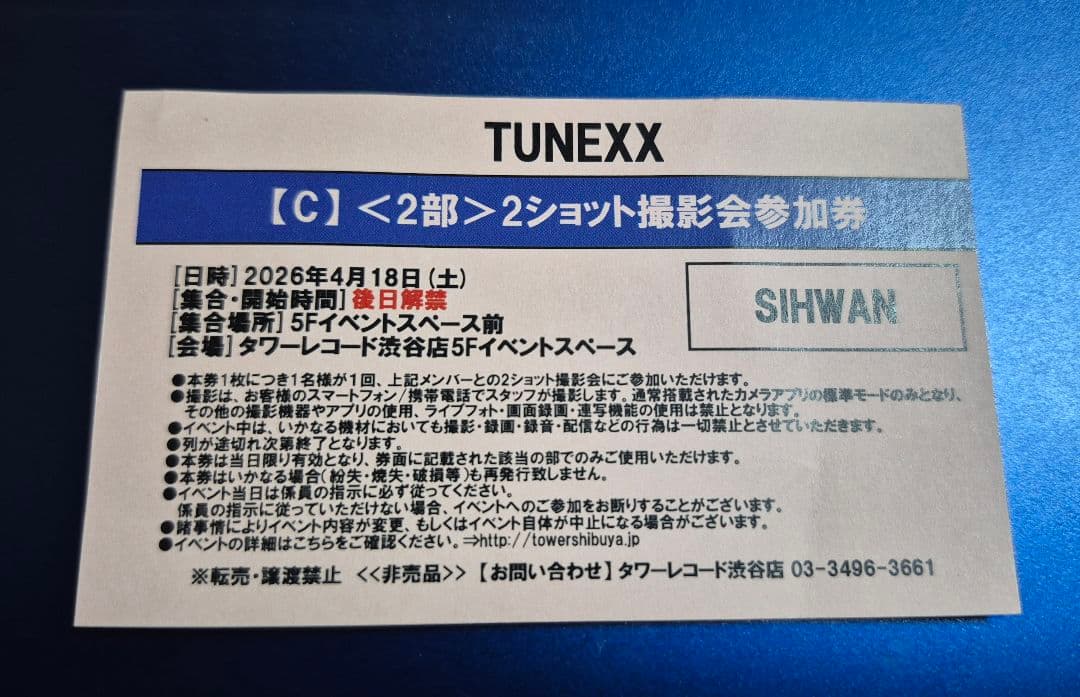 TUNEXX
【C】＜2部＞2ショット撮影会参加券
[日時] 2026年4月18日(土)
[集合・開始時間] 後日解禁
[集合場所] 5Fイベントスペース前
[会場] タワーレコード渋谷店5Fイベントスペース
SIHWAN
●本券1枚につき1名様が1回、上記メンバーとの2ショット撮影会にご参加いただけます。
●撮影は、お客様のスマートフォン/携帯電話でスタッフが撮影します。通常搭載されたカメラアプリの標準モードのみとなり、
その他の撮影機器やアプリの使用、ライブフォト・画面録画・連写機能の使用は禁止となります。
●イベント中は、いかなる機材においても撮影・録画・録音・配信などの行為は一切禁止とさせていただきます。
●列が途切れ次第終了となります。
●本券は当日限り有効となり、券面に記載された該当の部でのみご使用いただけます。
●本券はいかなる場合(紛失・焼失・破損等)も再発行致しません。
●イベント当日は係員の指示に必ず従ってください。
係員の指示に従っていただけない場合、イベントへのご参加をお断りすることがございます。
●諸事情によりイベント内容が変更、もしくはイベント自体が中止になる場合がございます。
●イベントの詳細はこちらをご確認ください。⇒http://towershibuya.jp
※転売・譲渡禁止 <<非売品>> 【お問い合わせ】タワーレコード渋谷店 03-3496-3661